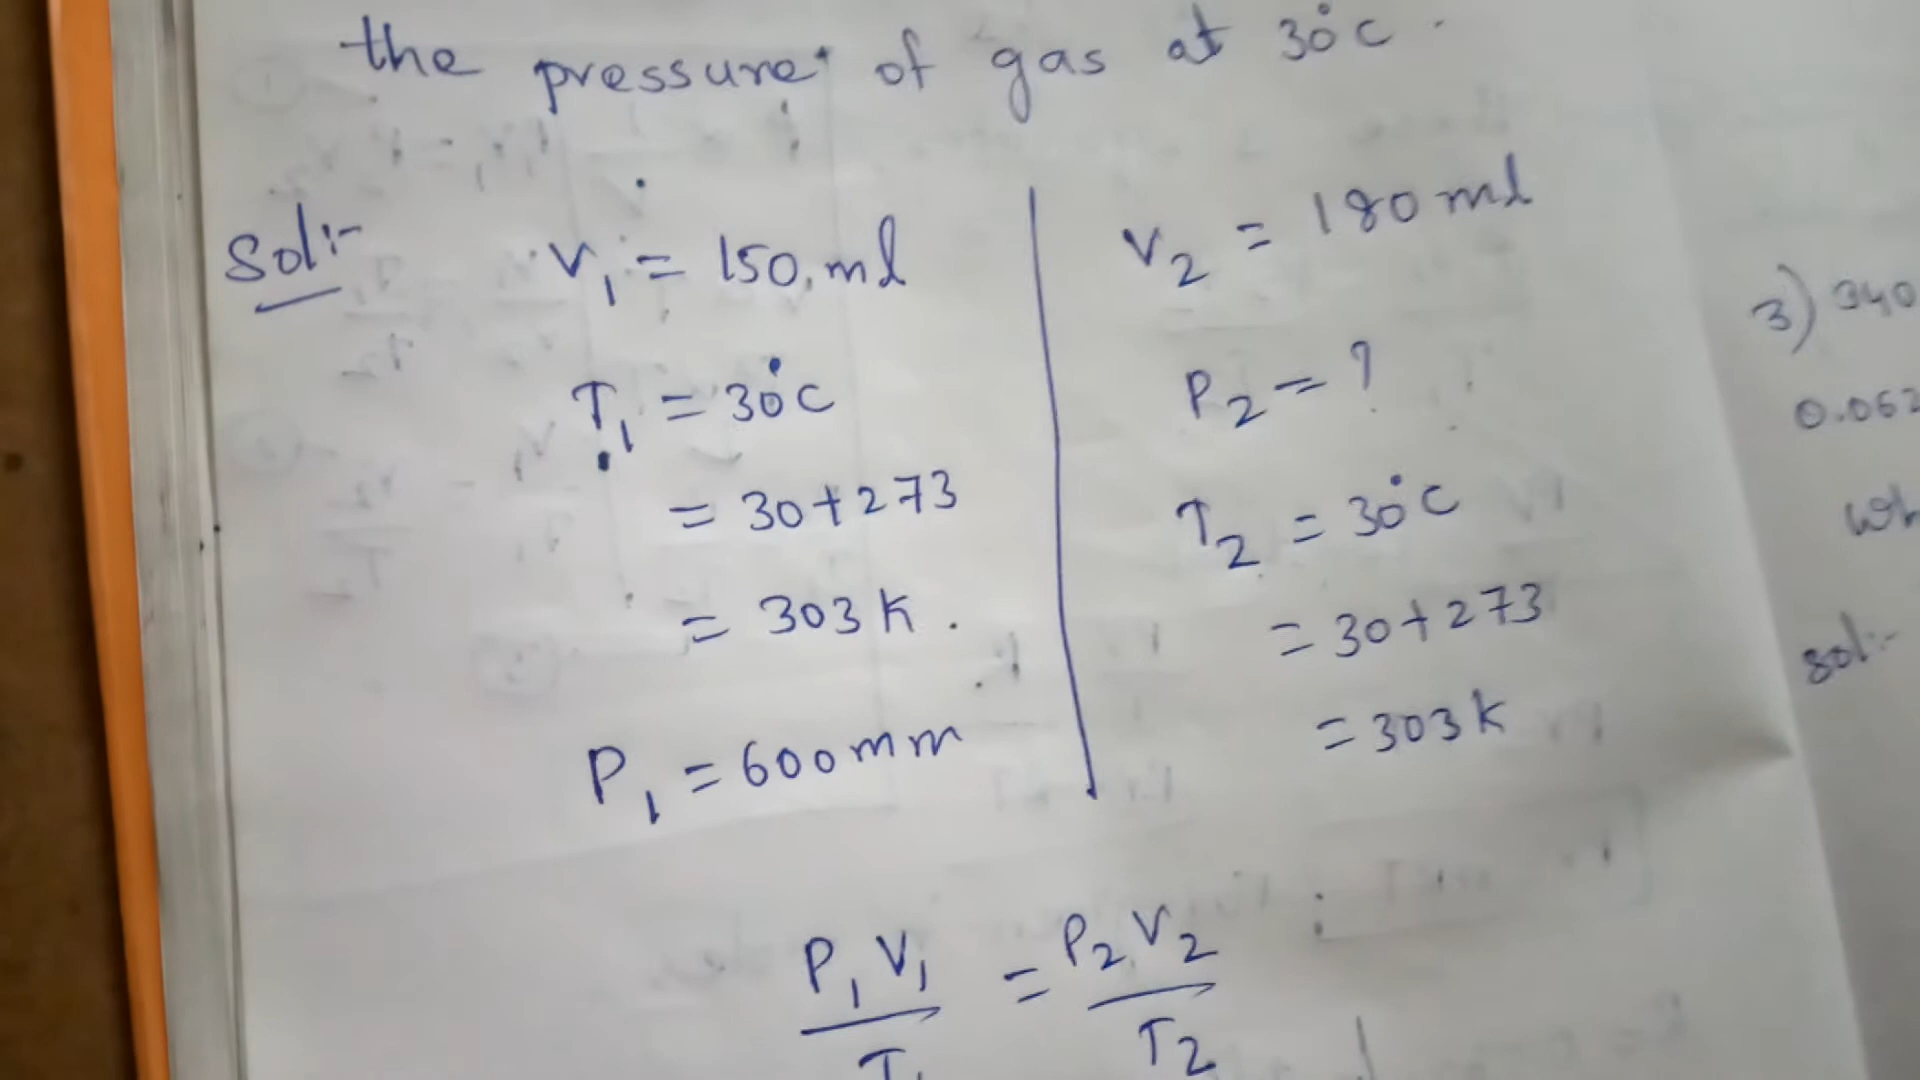 the pressure of gas at 30°c.
Sol:-
V1 = 150 ml
T1 = 30°c
= 30+273
= 303 K.
P1 = 600 mm
V2 = 180 ml
P2 = ?
T2 = 30°c
= 30+273
= 303 k
P1 V1 / T1 = P2 V2 / T2
3) 340
0.062
sol:-